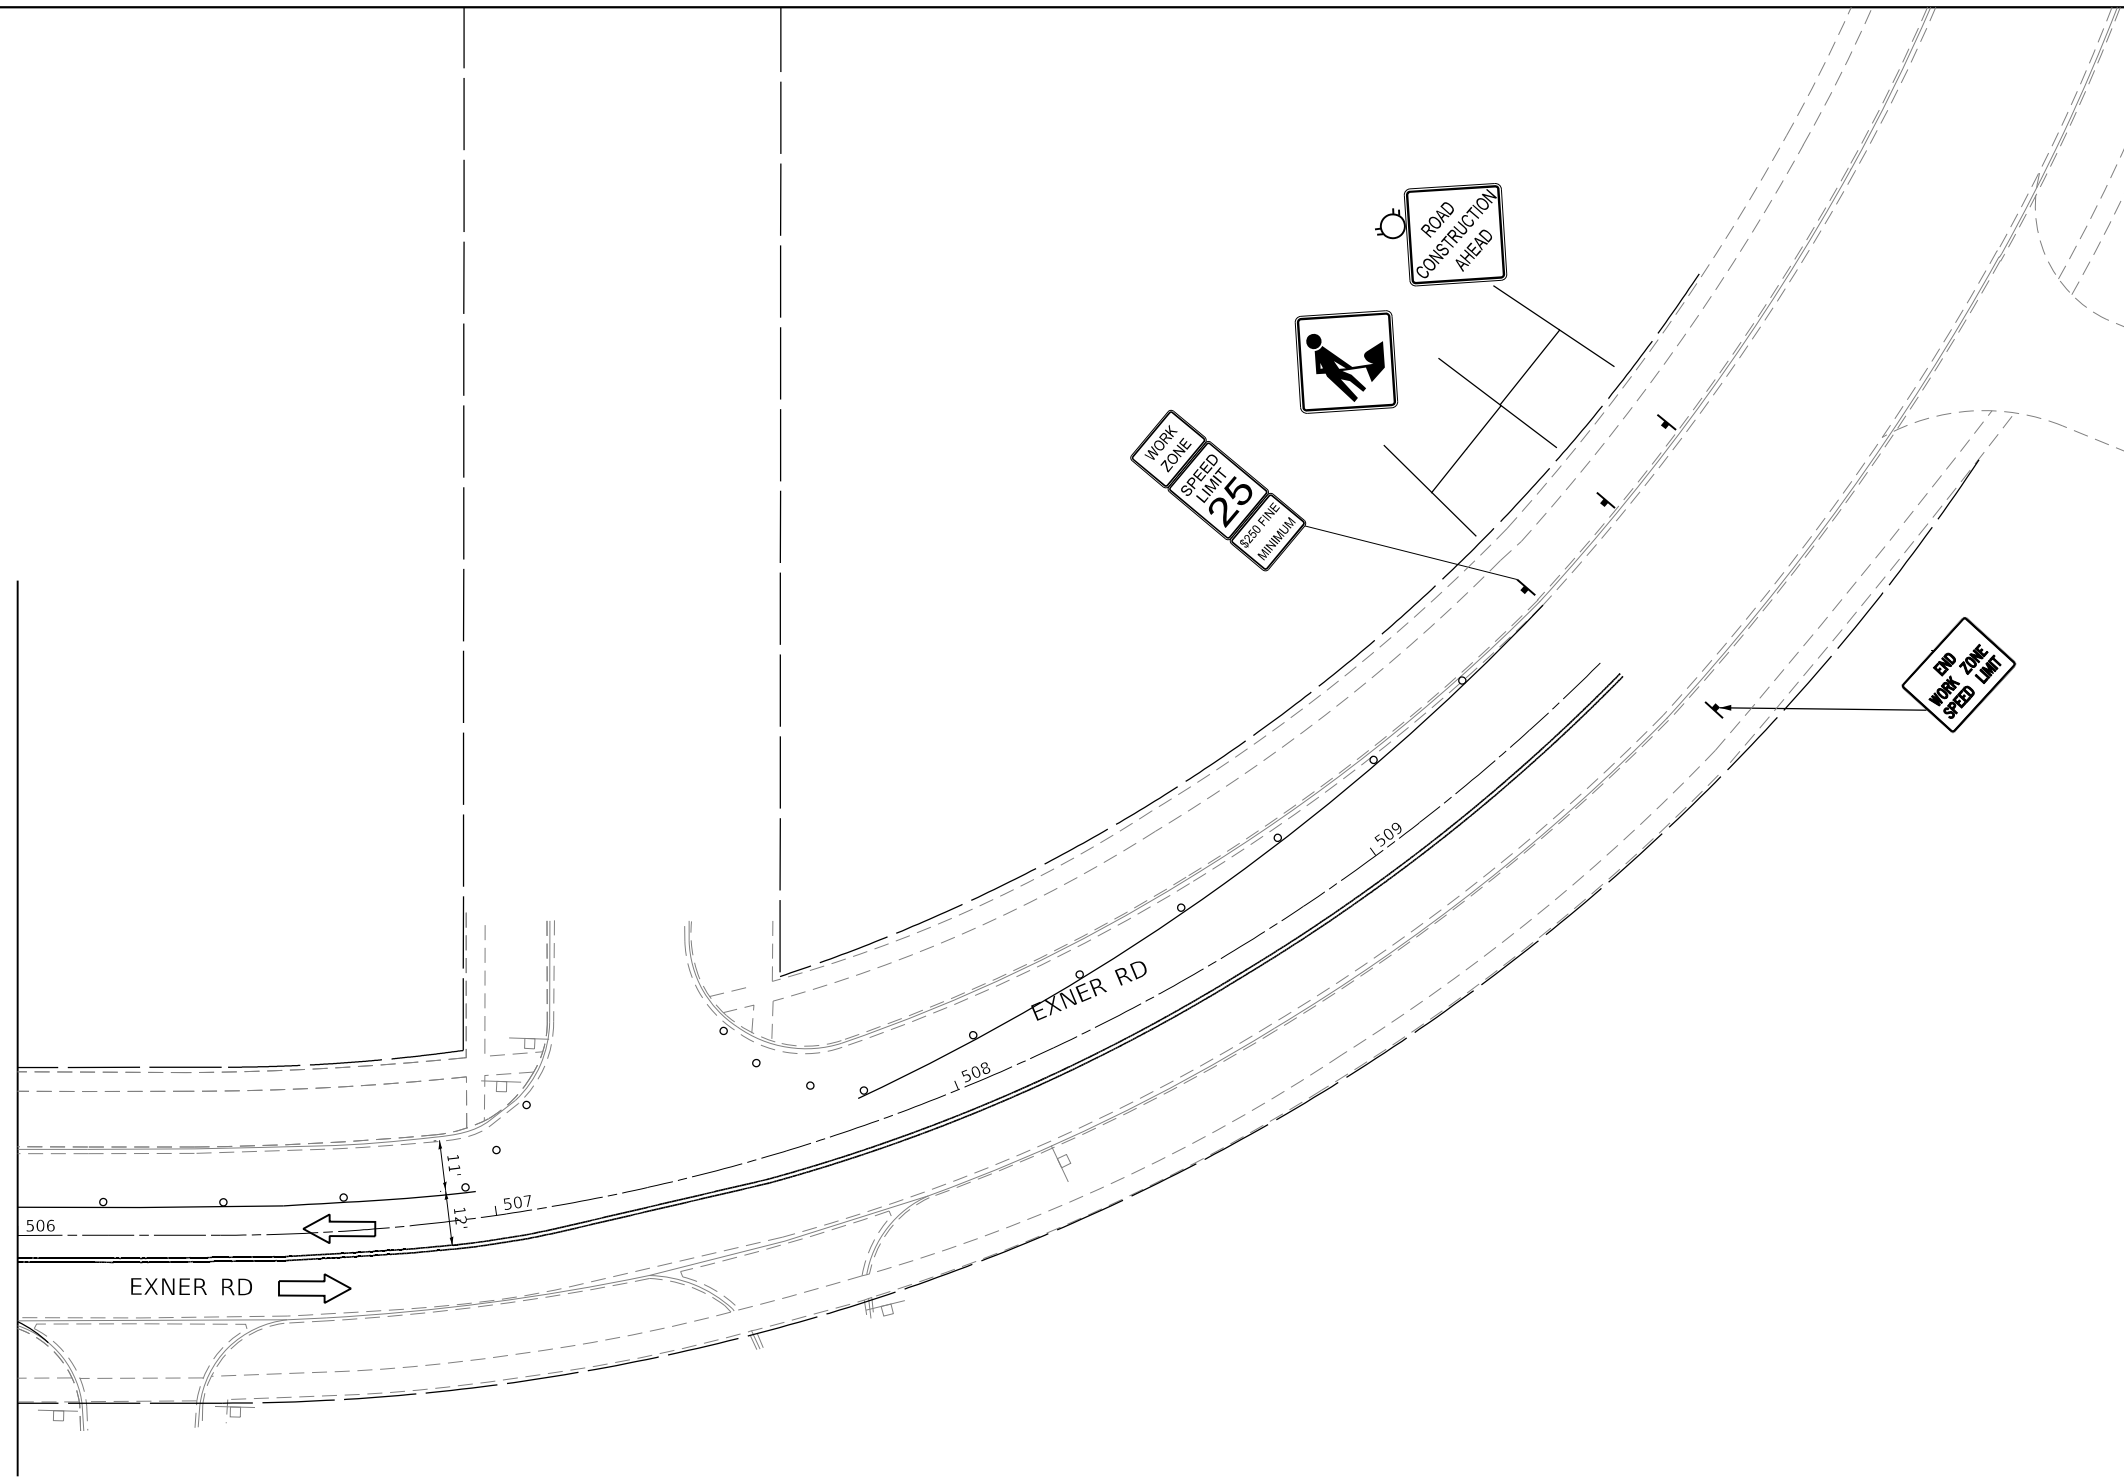 ROAD
CONSTRUCTION
AHEAD
WORK
ZONE
SPEED
LIMIT
25
$250 FINE
MINIMUM
END
WORK ZONE
SPEED LIMIT
509
EXNER RD
508
11'
12'
507
506
EXNER RD